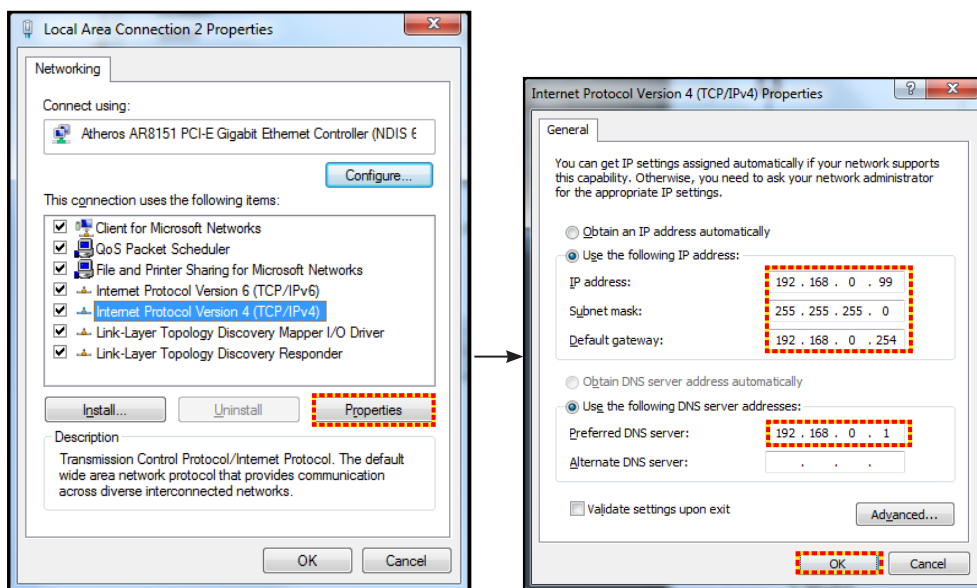 Local Area Connection 2 Properties
Networking
Connect using:
Atheros AR8151 PCI-E Gigabit Ethernet Controller (NDIS 6
Configure...
This connection uses the following items:
Client for Microsoft Networks
QoS Packet Scheduler
File and Printer Sharing for Microsoft Networks
Internet Protocol Version 6 (TCP/IPv6)
Internet Protocol Version 4 (TCP/IPv4)
Link-Layer Topology Discovery Mapper I/O Driver
Link-Layer Topology Discovery Responder
Install...
Uninstall
Properties
Description
Transmission Control Protocol/Internet Protocol. The default
wide area network protocol that provides communication
across diverse interconnected networks.
OK
Cancel
Internet Protocol Version 4 (TCP/IPv4) Properties
General
You can get IP settings assigned automatically if your network supports
this capability. Otherwise, you need to ask your network administrator
for the appropriate IP settings.
Obtain an IP address automatically
Use the following IP address:
IP address: 192 . 168 . 0 . 99
Subnet mask: 255 . 255 . 255 . 0
Default gateway: 192 . 168 . 0 . 254
Obtain DNS server address automatically
Use the following DNS server addresses:
Preferred DNS server: 192 . 168 . 0 . 1
Alternate DNS server: . . .
Validate settings upon exit
Advanced...
OK
Cancel